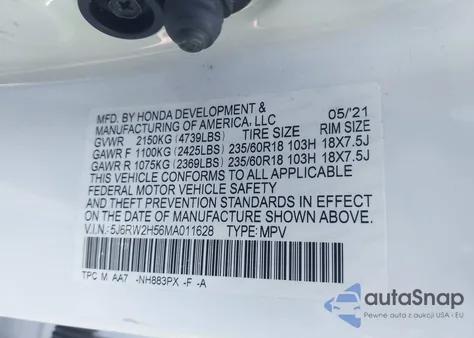 MFD. BY HONDA DEVELOPMENT & 05/'21
MANUFACTURING OF AMERICA, LLC
GVWR 2150KG (4739LBS) TIRE SIZE RIM SIZE
GAWR F 1100KG (2425LBS) 235/60R18 103H 18X7.5J
GAWR R 1075KG (2369LBS) 235/60R18 103H 18X7.5J
THIS VEHICLE CONFORMS TO ALL APPLICABLE
FEDERAL MOTOR VEHICLE SAFETY
AND THEFT PREVENTION STANDARDS IN EFFECT
ON THE DATE OF MANUFACTURE SHOWN ABOVE.
V.I.N.: 5J6RW2H56MA011628 TYPE: MPV
TPC M AA7 -NH883PX -F -A
autaSnap
Pewne auta z aukcji USA - EU